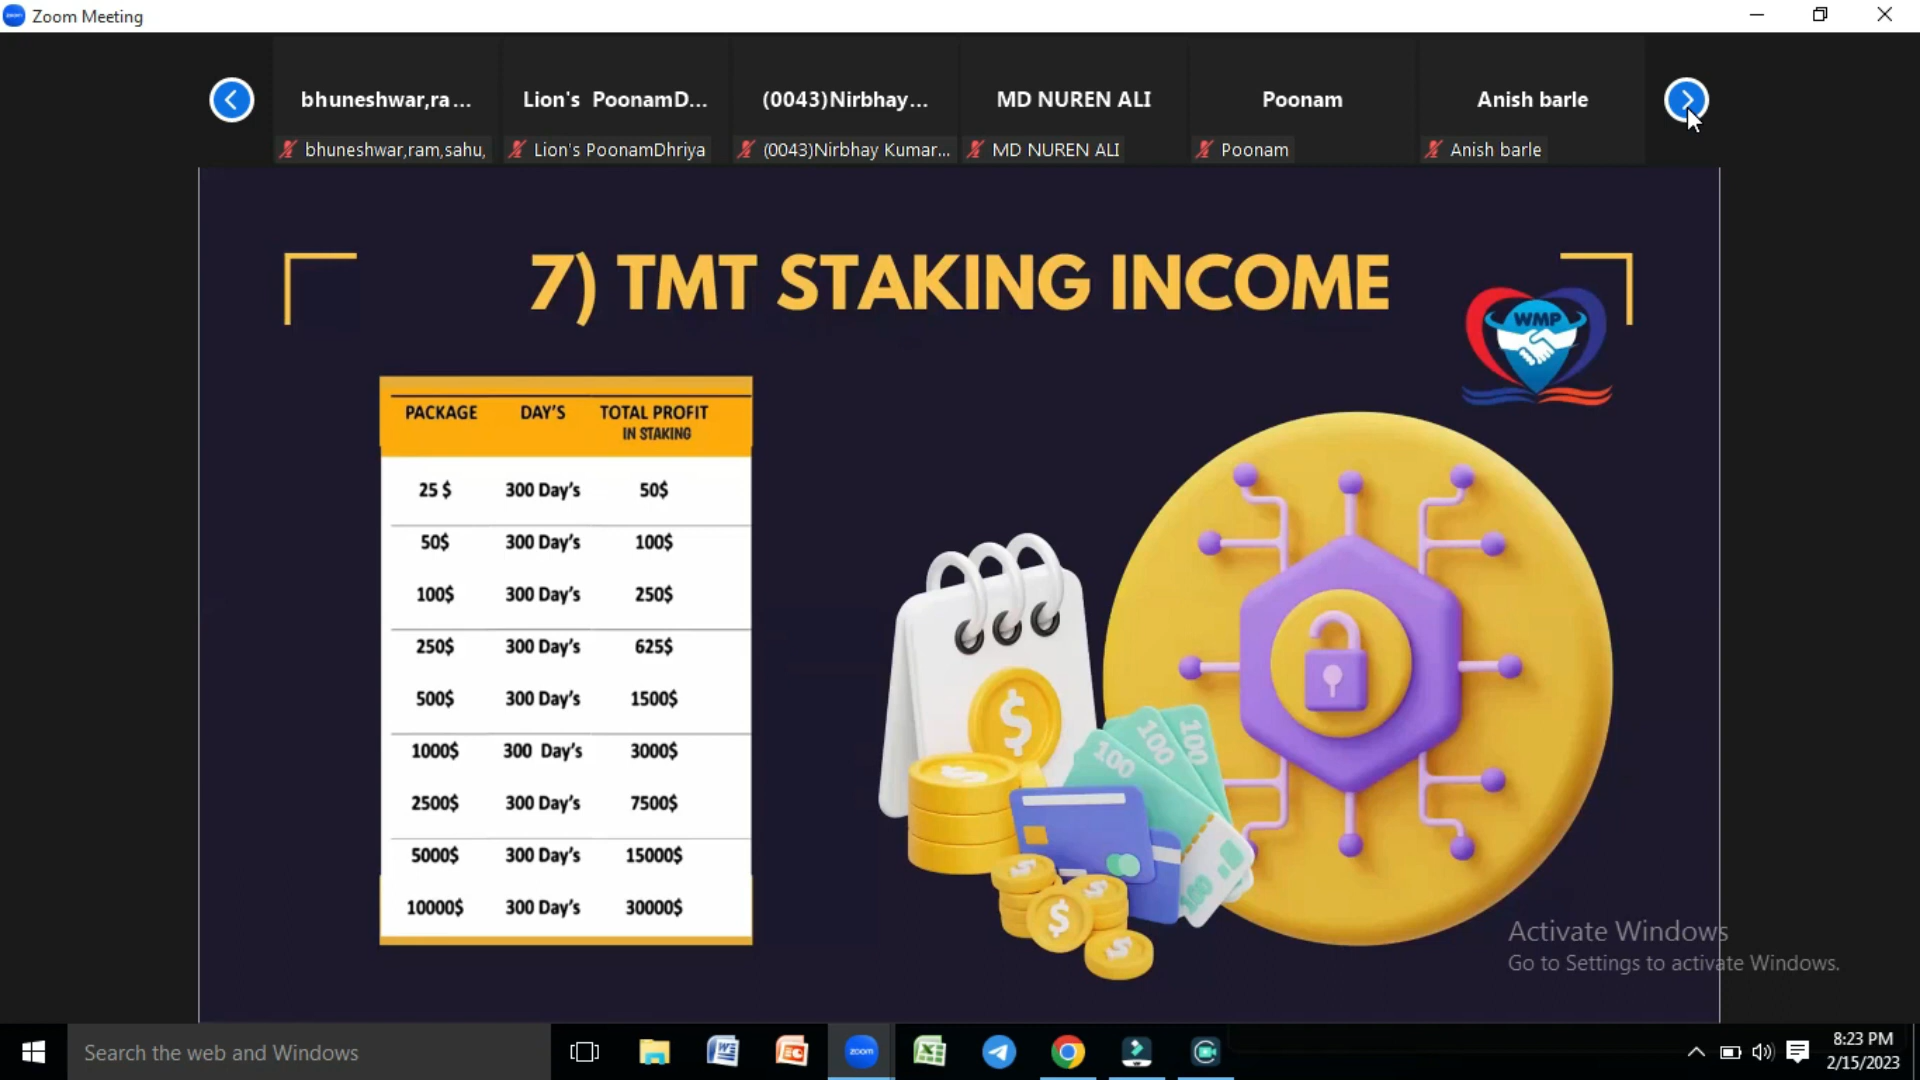 Zoom Meeting
bhuneshwar,ra... Lion's PoonamD... (0043)Nirbhay... MD NUREN ALI Poonam Anish barle
bhuneshwar,ram,sahu, Lion's PoonamDhriya (0043)Nirbhay Kumar... MD NUREN ALI Poonam Anish barle
7) TMT STAKING INCOME
WMP
PACKAGE DAY'S TOTAL PROFIT
IN STAKING
25 $ 300 Day's 50$
50$ 300 Day's 100$
100$ 300 Day's 250$
250$ 300 Day's 625$
500$ 300 Day's 1500$
1000$ 300 Day's 3000$
2500$ 300 Day's 7500$
5000$ 300 Day's 15000$
10000$ 300 Day's 30000$
$
100 100 100
100
$
Activate Windows
Go to Settings to activate Windows.
Search the web and Windows
zoom
8:23 PM
2/15/2023